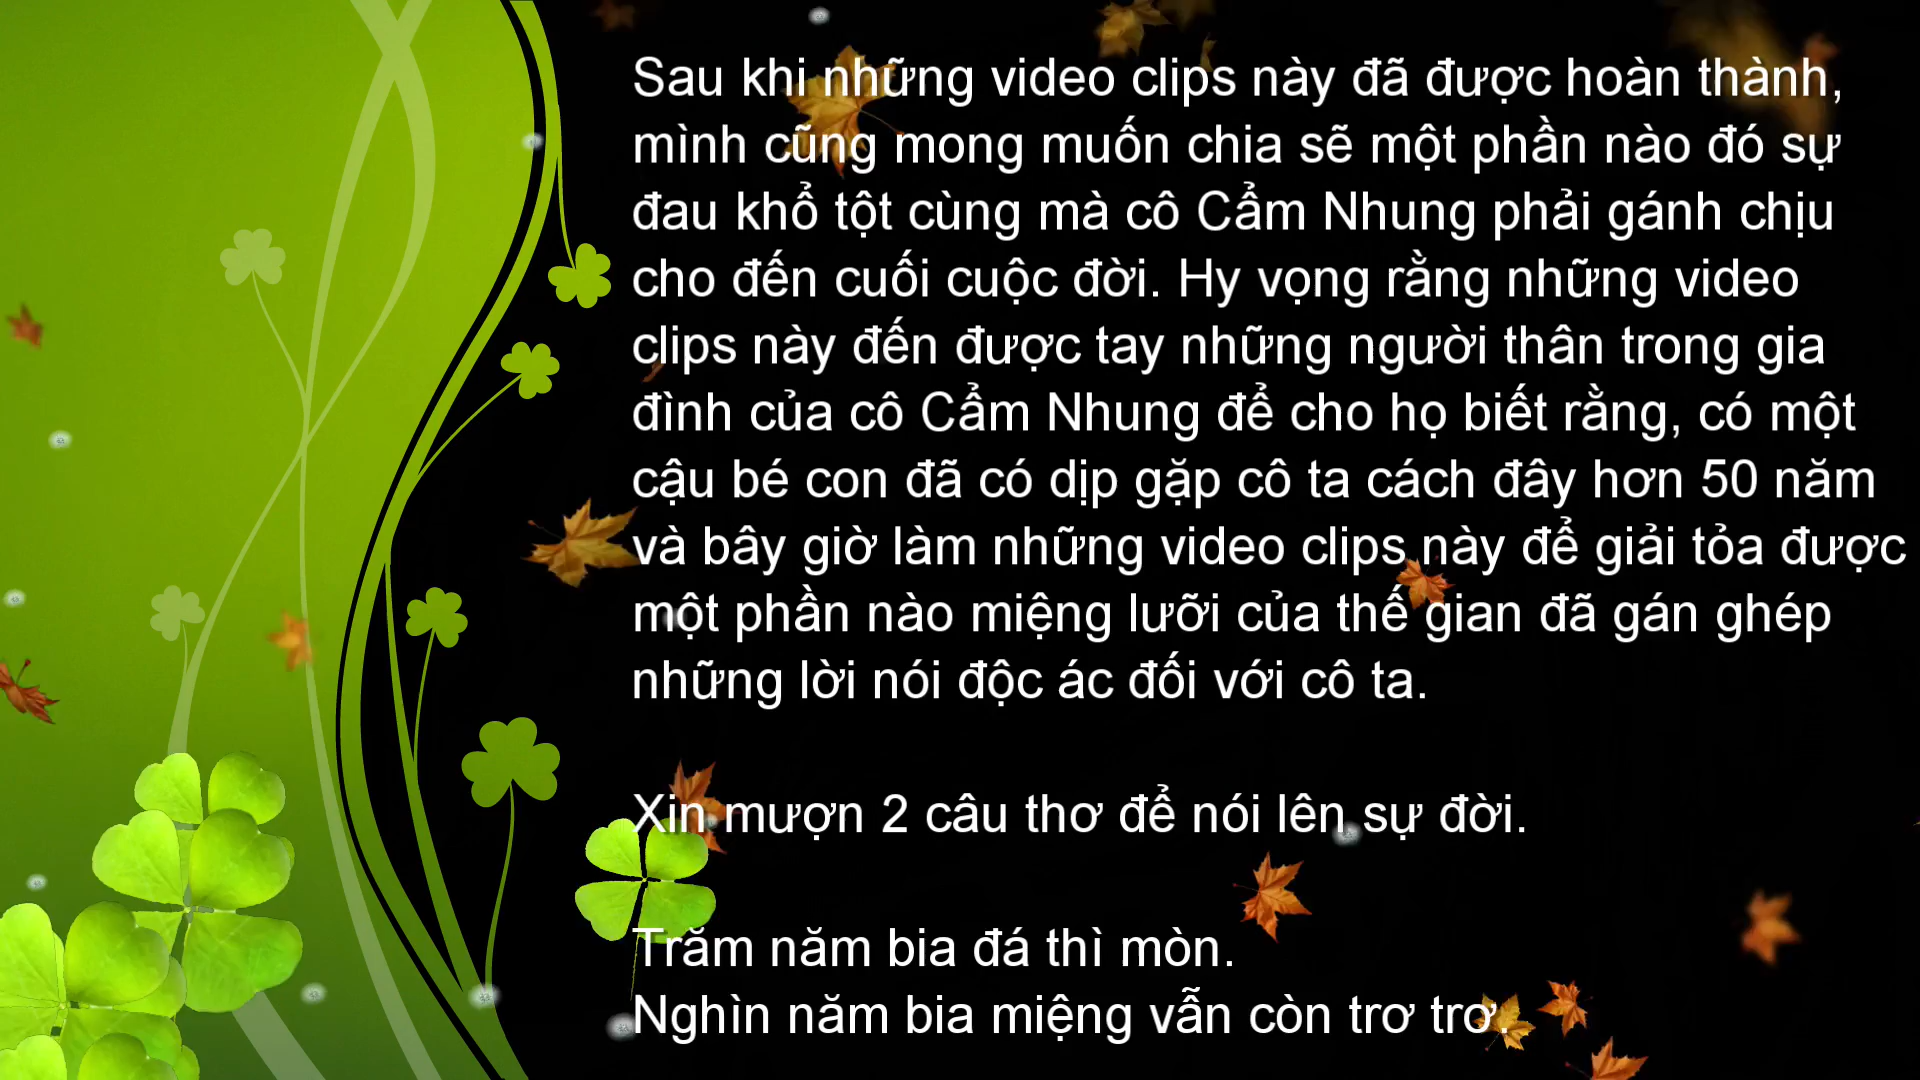 Sau khi những video clips này đã được hoàn thành,
mình cũng mong muốn chia sẽ một phần nào đó sự
đau khổ tột cùng mà cô Cẩm Nhung phải gánh chịu
cho đến cuối cuộc đời. Hy vọng rằng những video
clips này đến được tay những người thân trong gia
đình của cô Cẩm Nhung để cho họ biết rằng, có một
cậu bé con đã có dịp gặp cô ta cách đây hơn 50 năm
và bây giờ làm những video clips này để giải tỏa được
một phần nào miệng lưỡi của thế gian đã gán ghép
những lời nói độc ác đối với cô ta.
Xin mượn 2 câu thơ để nói lên sự đời.
Trăm năm bia đá thì mòn.
Nghìn năm bia miệng vẫn còn trơ trơ.